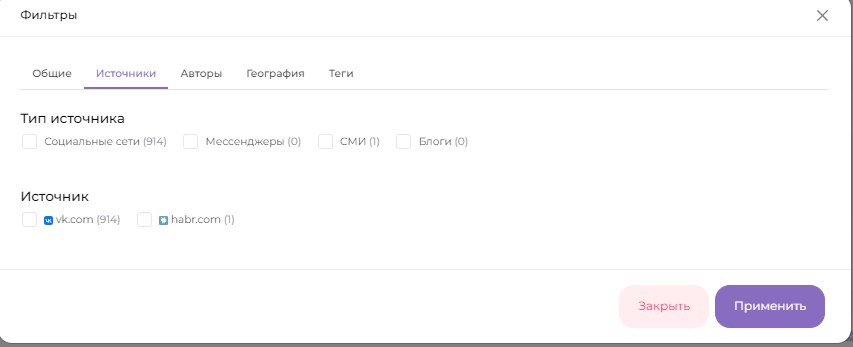 Фильтры
Общие Источники Авторы География Теги
Тип источника
Социальные сети (914) Мессенджеры (0) СМИ (1) Блоги (0)
Источник
vk.com (914) habr.com (1)
Закрыть Применить